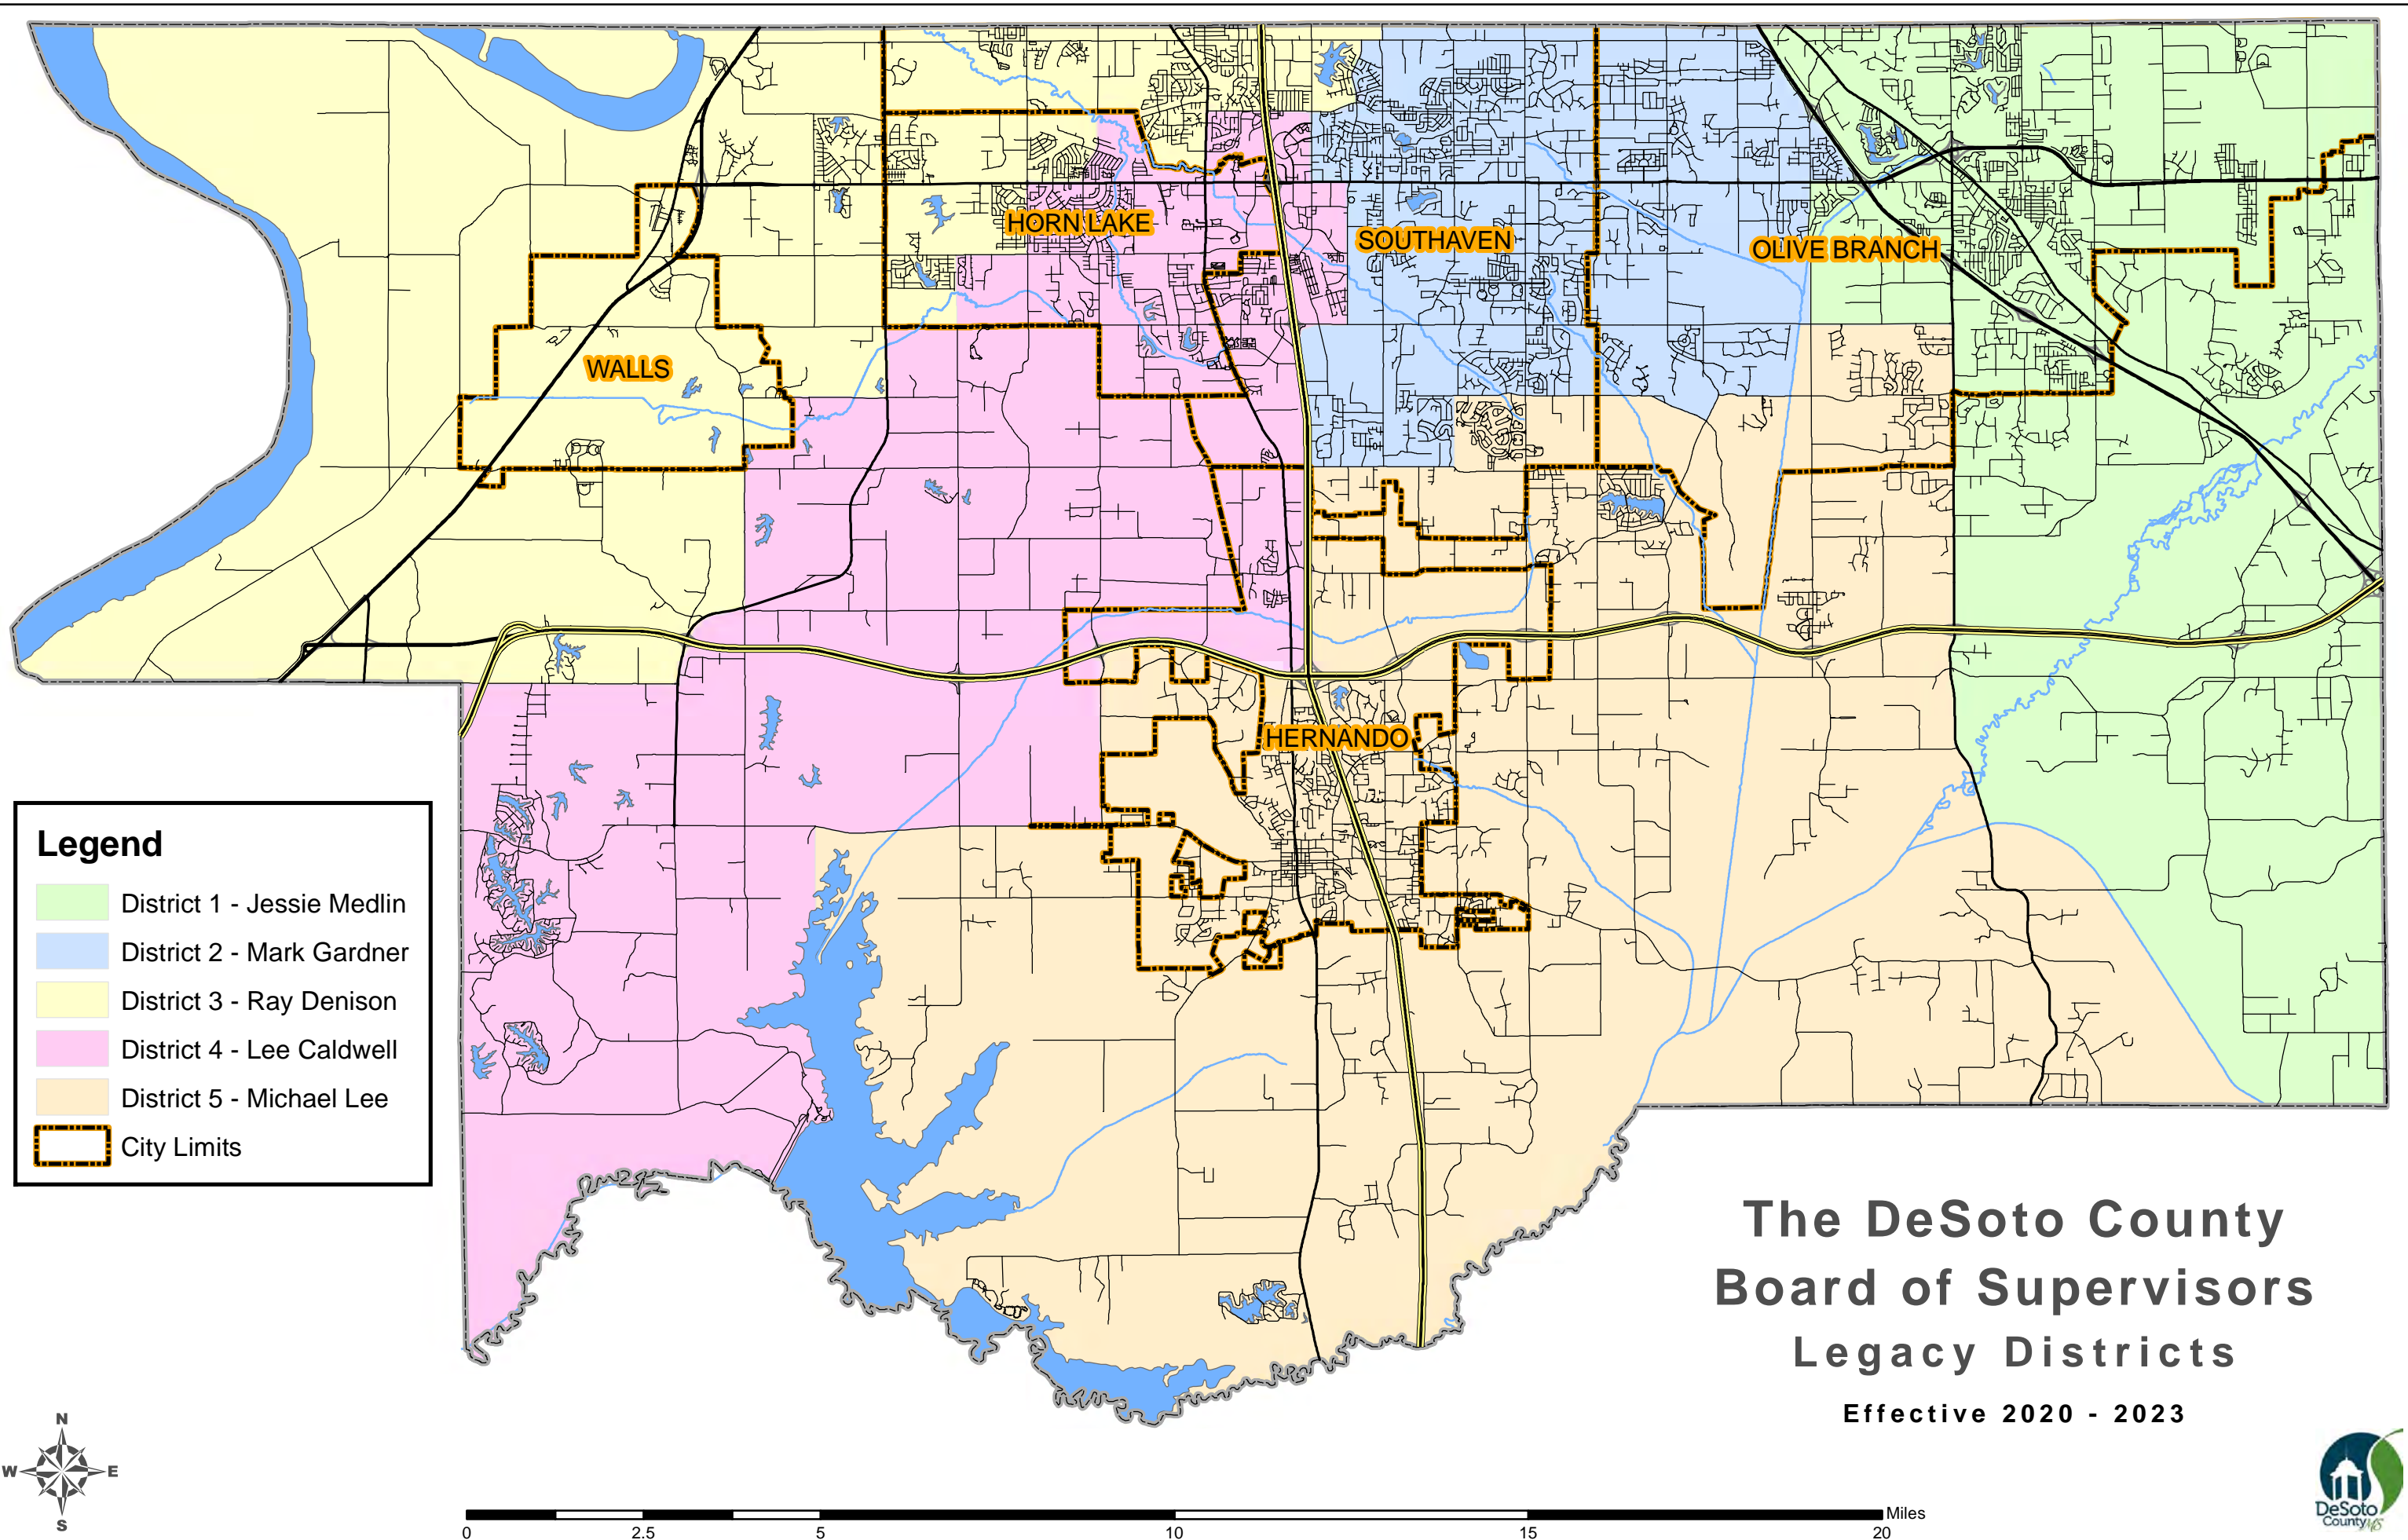 HORN LAKE
SOUTHAVEN
OLIVE BRANCH
WALLS
HERNANDO
Legend
District 1 - Jessie Medlin
District 2 - Mark Gardner
District 3 - Ray Denison
District 4 - Lee Caldwell
District 5 - Michael Lee
City Limits
The DeSoto County
Board of Supervisors
Legacy Districts
Effective 2020 - 2023
N
W E
S
Miles
0 2.5 5 10 15 20
DeSoto
County MS